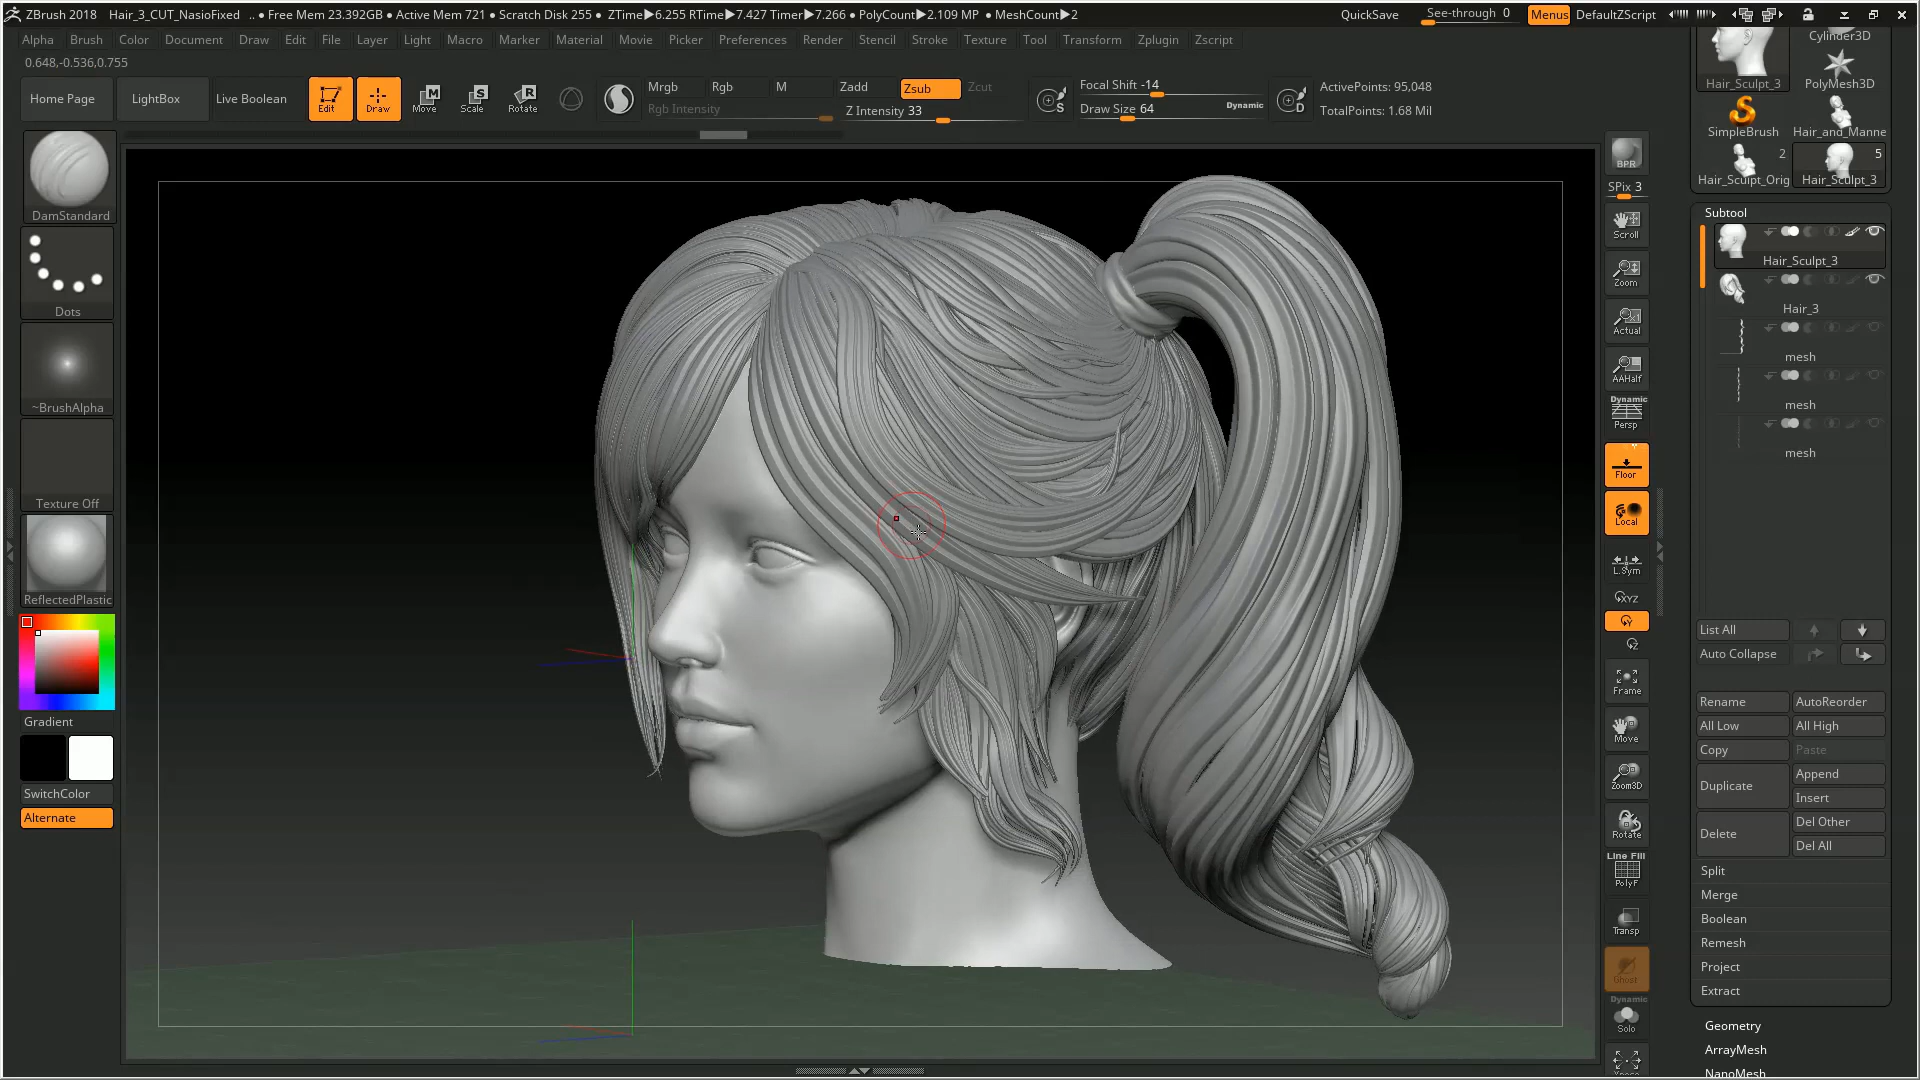 ZBrush 2018 Hair_3_CUT_NasioFixed .. ● Free Mem 23.392GB ● Active Mem 721 ● Scratch Disk 255 ● ZTime▶6.255 RTime▶7.427 Timer▶7.266 ● PolyCount▶2.109 MP ● MeshCount▶2 QuickSave See-through 0 Menus DefaultZScript
Alpha Brush Color Document Draw Edit File Layer Light Macro Marker Material Movie Picker Preferences Render Stencil Stroke Texture Tool Transform Zplugin Zscript
0.648,-0.536,0.755
Home Page LightBox Live Boolean Edit Draw Move Scale Rotate
Mrgb Rgb M Zadd Zsub Zcut
Rgb Intensity Z Intensity 33
Focal Shift -14
Draw Size 64 Dynamic
ActivePoints: 95,048
TotalPoints: 1.68 Mil
DamStandard
Dots
~BrushAlpha
Texture Off
ReflectedPlastic
Gradient
SwitchColor
Alternate
BPR
SPix 3
Scroll
Zoom
Actual
AAHalf
Dynamic
Persp
Floor
Local
L.Sym
XYZ
Y
Z
Frame
Move
Zoom3D
Rotate
Line Fill
PolyF
Transp
Ghost
Dynamic
Solo
Xpose
Hair_Sculpt_3
Cylinder3D
PolyMesh3D
SimpleBrush
Hair_and_Manne
2
Hair_Sculpt_Orig
5
Hair_Sculpt_3
Subtool
Hair_Sculpt_3
Hair_3
mesh
mesh
mesh
List All
Auto Collapse
Rename AutoReorder
All Low All High
Copy Paste
Duplicate Append
Insert
Delete Del Other
Del All
Split
Merge
Boolean
Remesh
Project
Extract
Geometry
ArrayMesh
NanoMesh